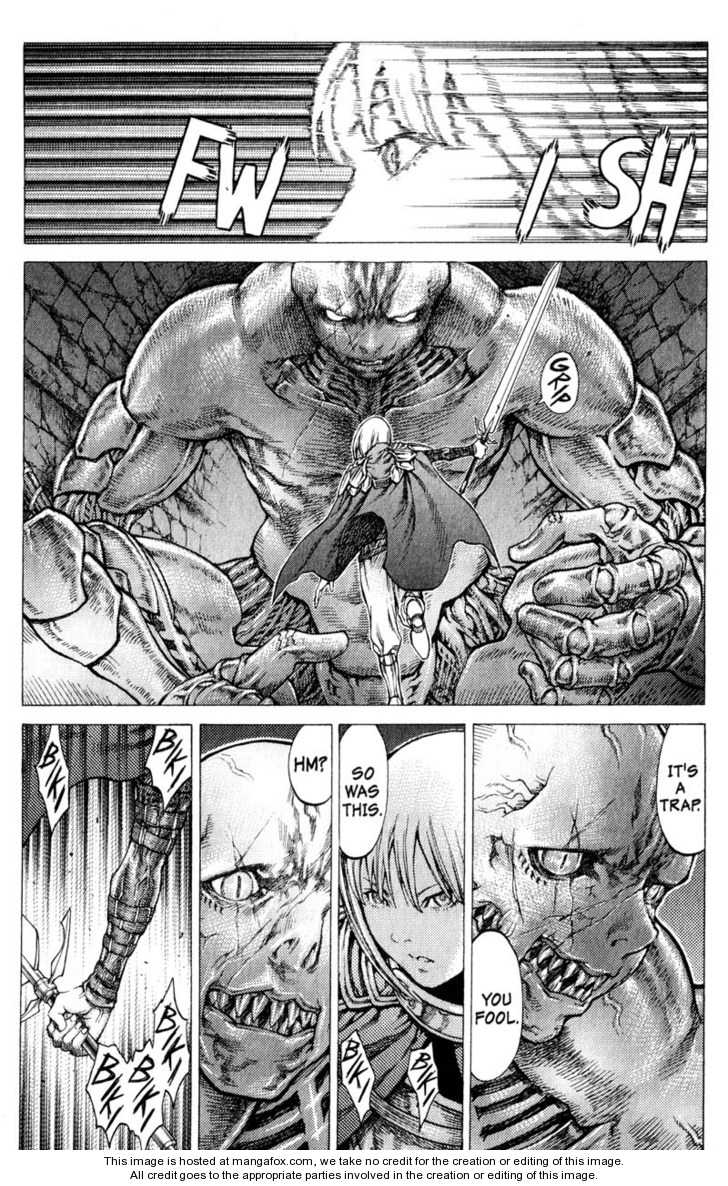 FW ISH
GRIP
IT'S
A
TRAP.
YOU
FOOL.
SO
WAS
THIS.
BIKI
BIKI
HM?
BIKI
BIKI
BIKI
BIKI
BIKI
This image is hosted at mangafox.com, we take no credit for the creation or editing of this image.
All credit goes to the appropriate parties involved in the creation or editing of this image.